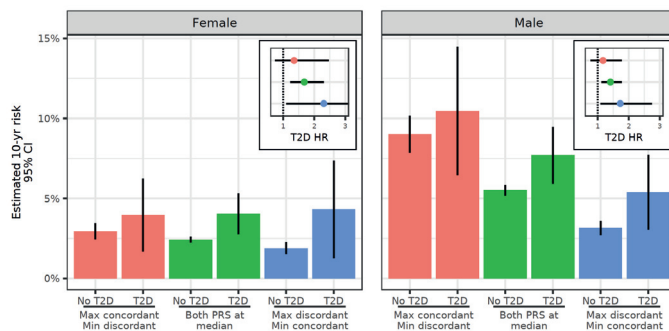 Female
Male
Estimated 10-yr risk
95% CI
15%
10%
5%
0%
1
2
3
T2D HR
1
2
3
T2D HR
No T2D
T2D
No T2D
T2D
No T2D
T2D
No T2D
T2D
No T2D
T2D
No T2D
T2D
Max concordant
Min discordant
Both PRS at
median
Max discordant
Min concordant
Max concordant
Min discordant
Both PRS at
median
Max discordant
Min concordant